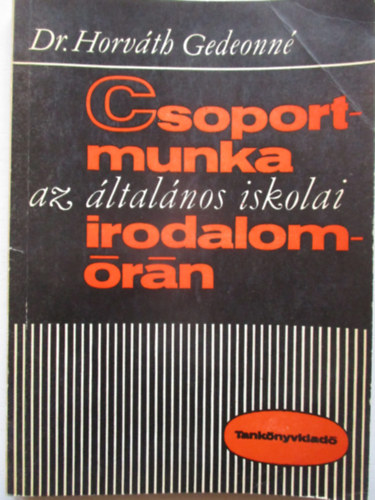 Dr. Horváth Gedeonné
Csoport-
munka
az általános iskolai
irodalom-
órán
Tankönyvkiadó